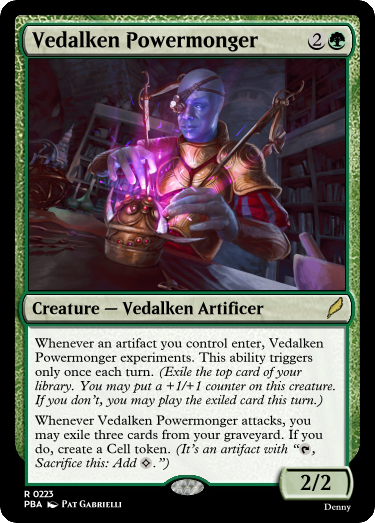 Vedalken Powermonger 2
Creature — Vedalken Artificer
Whenever an artifact you control enter, Vedalken
Powermonger experiments. This ability triggers
only once each turn. (Exile the top card of your
library. You may put a +1/+1 counter on this creature.
If you don't, you may play the exiled card this turn.)
Whenever Vedalken Powermonger attacks, you
may exile three cards from your graveyard. If you
do, create a Cell token. (It's an artifact with “,
Sacrifice this: Add .”)
2/2
R 0223
PBA Pat Gabrielli
Denny